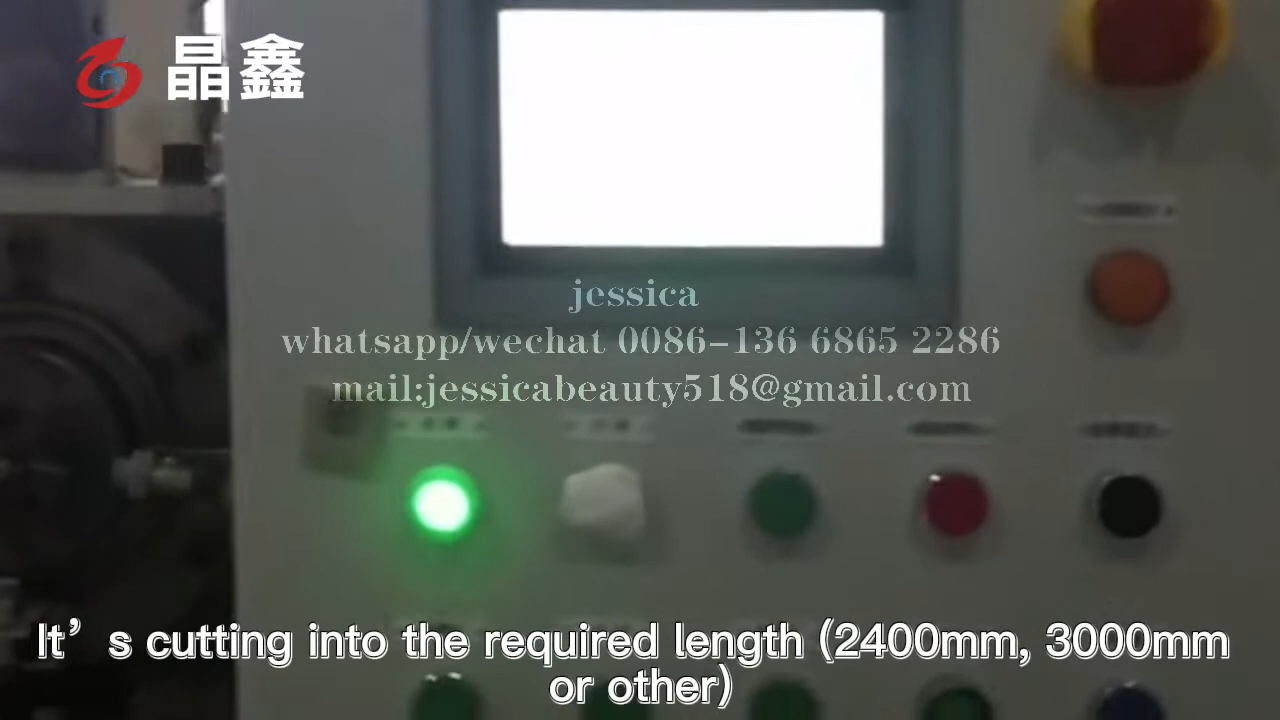 晶鑫
jessica
whatsapp/wechat 0086-136 6865 2286
mail:jessicabeauty518@gmail.com
It’s cutting into the required length (2400mm, 3000mm
or other)